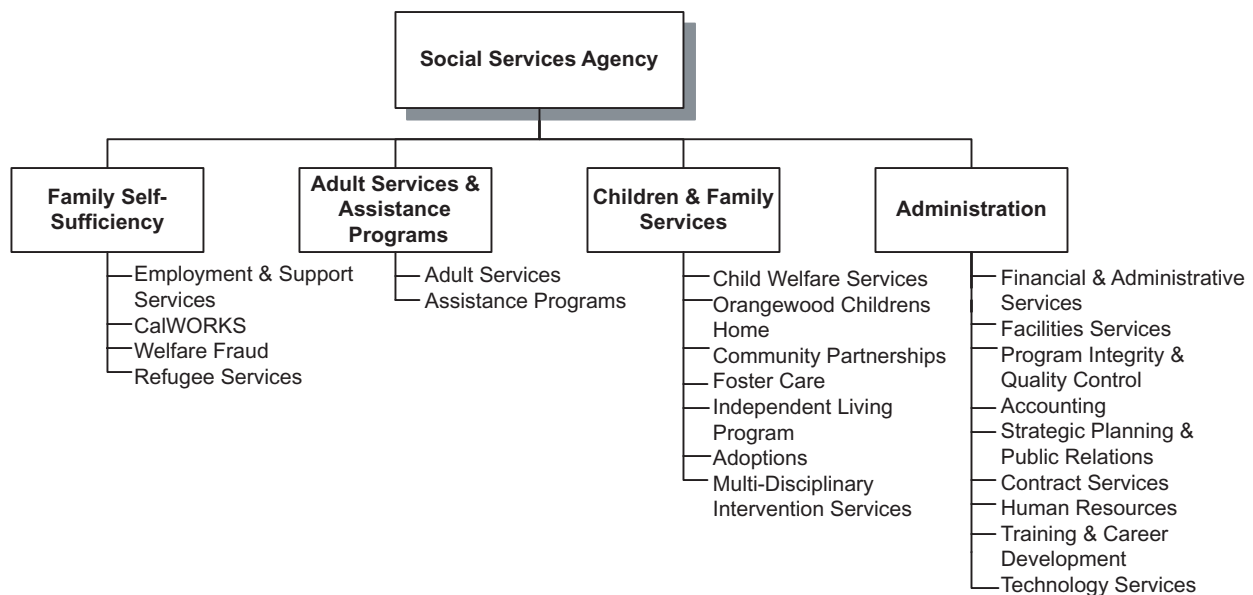 Social Services Agency
Family Self-
Sufficiency
Employment & Support
Services
CalWORKS
Welfare Fraud
Refugee Services
Adult Services &
Assistance
Programs
Adult Services
Assistance Programs
Children & Family
Services
Child Welfare Services
Orangewood Childrens
Home
Community Partnerships
Foster Care
Independent Living
Program
Adoptions
Multi-Disciplinary
Intervention Services
Administration
Financial & Administrative
Services
Facilities Services
Program Integrity &
Quality Control
Accounting
Strategic Planning &
Public Relations
Contract Services
Human Resources
Training & Career
Development
Technology Services